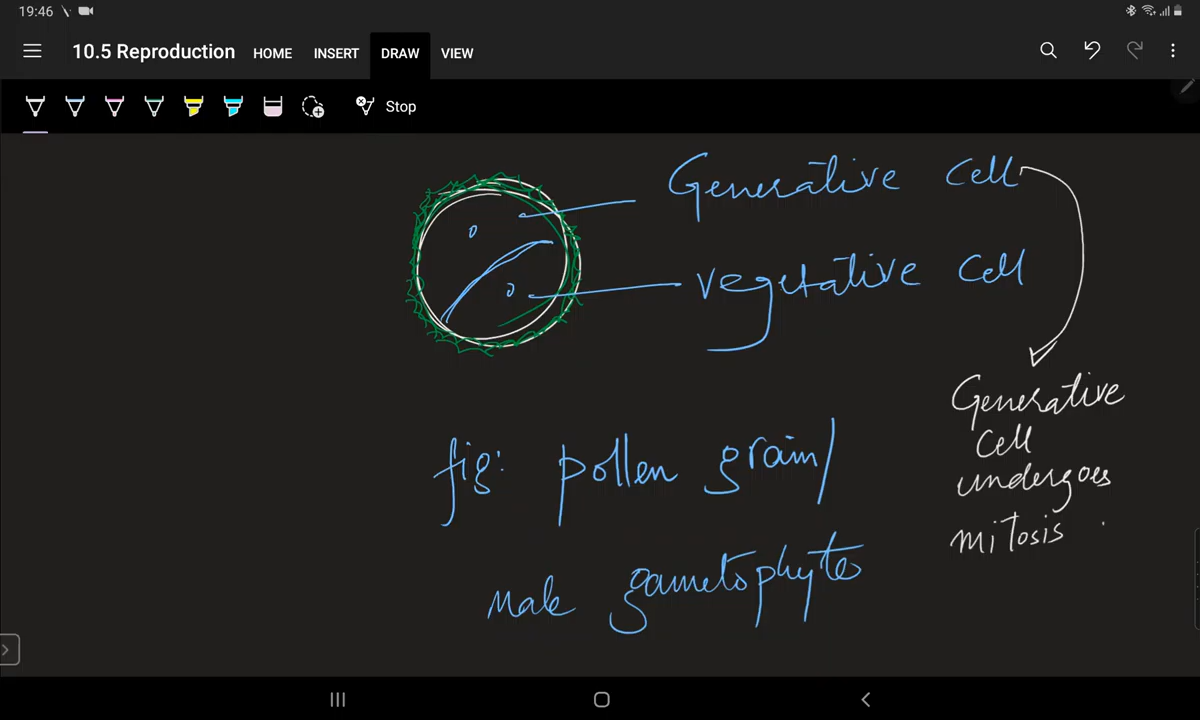 19:46
10.5 Reproduction HOME INSERT DRAW VIEW
Stop
Generative cell
vegetative cell
Generative
cell
undergoes
mitosis
fig: pollen grain/
male gametophyte